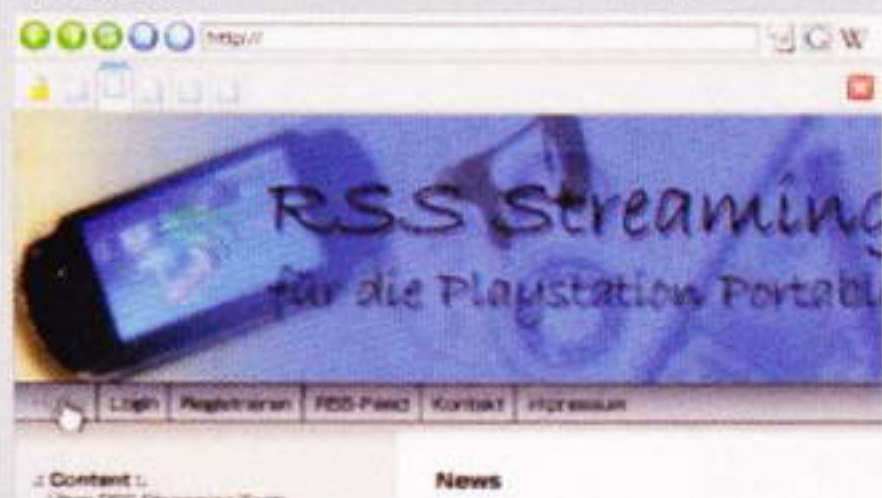 http://
W
RSS Streaming
für die Playstation Portabl
Login Registrieren RSS-Feed Kontakt Impressum
.: Content :.
News